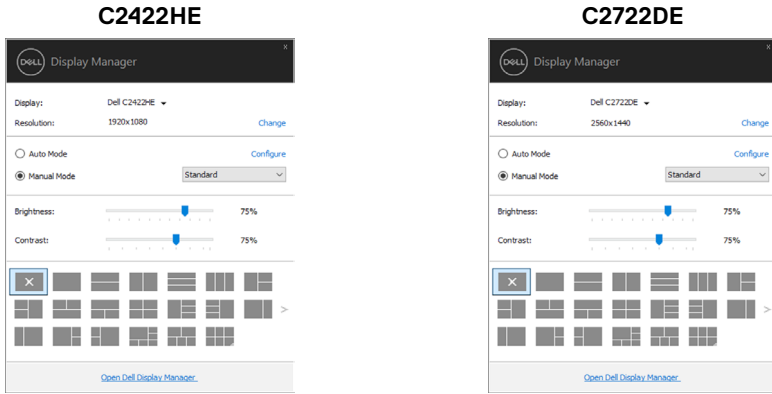 C2422HE
x
DELL Display Manager
Display: Dell C2422HE
Resolution: 1920x1080 Change
Auto Mode Configure
Manual Mode Standard
Brightness: 75%
Contrast: 75%
Open Dell Display Manager
C2722DE
x
DELL Display Manager
Display: Dell C2722DE
Resolution: 2560x1440 Change
Auto Mode Configure
Manual Mode Standard
Brightness: 75%
Contrast: 75%
Open Dell Display Manager